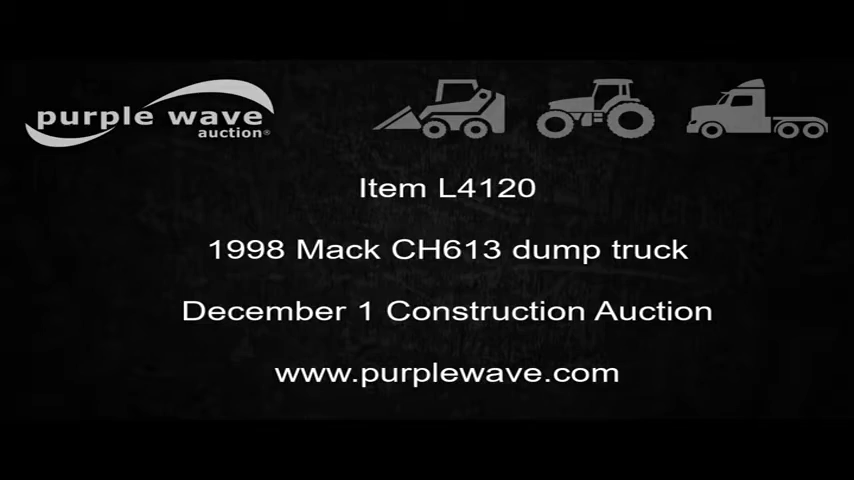 purple wave
auction®
Item L4120
1998 Mack CH613 dump truck
December 1 Construction Auction
www.purplewave.com